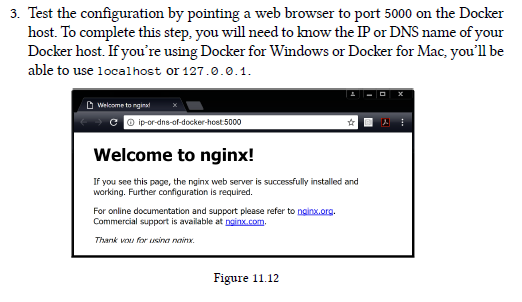 3. Test the configuration by pointing a web browser to port 5000 on the Docker
host. To complete this step, you will need to know the IP or DNS name of your
Docker host. If you’re using Docker for Windows or Docker for Mac, you’ll be
able to use localhost or 127.0.0.1.
Welcome to nginx!
ip-or-dns-of-docker-host:5000
Welcome to nginx!
If you see this page, the nginx web server is successfully installed and
working. Further configuration is required.
For online documentation and support please refer to nginx.org.
Commercial support is available at nginx.com.
Thank you for using nginx.
Figure 11.12